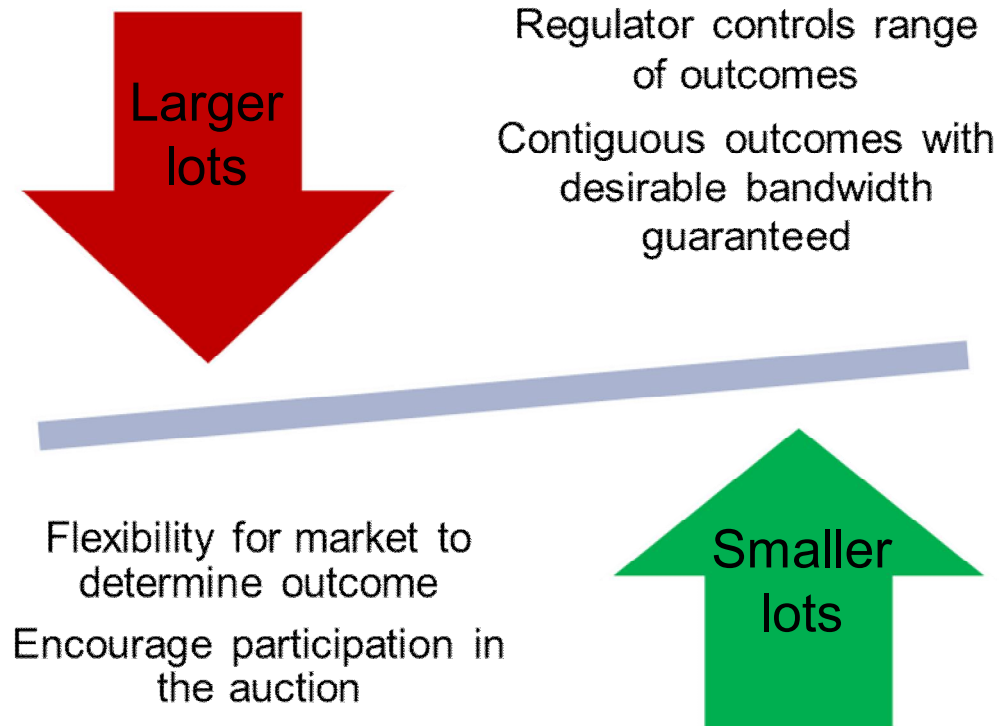 Larger
lots
Regulator controls range
of outcomes
Contiguous outcomes with
desirable bandwidth
guaranteed
Flexibility for market to
determine outcome
Encourage participation in
the auction
Smaller
lots